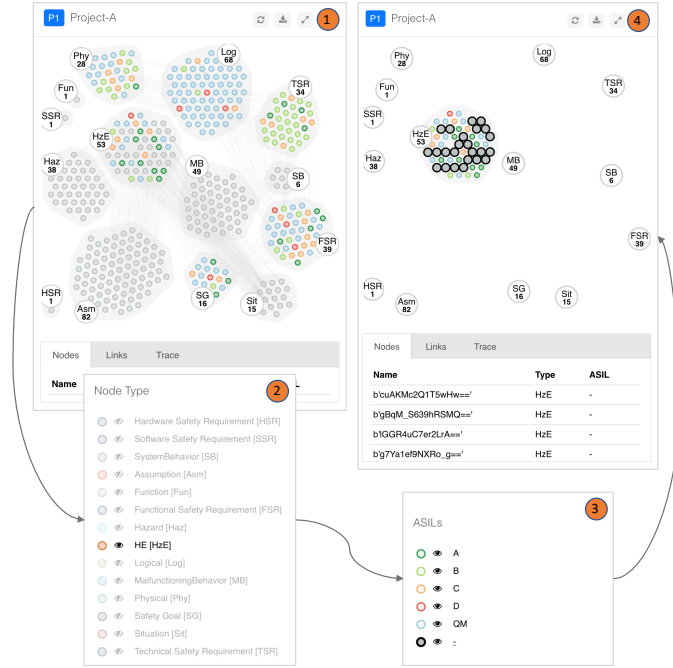 P1 Project-A
1
Phy
28
Log
68
Fun
1
TSR
34
SSR
1
HzE
53
MB
49
Haz
38
SB
6
FSR
39
HSR
1
Asm
82
SG
16
Sit
15
Nodes Links Trace
Name
Node Type
2
Hardware Safety Requirement [HSR]
Software Safety Requirement [SSR]
SystemBehavior [SB]
Assumption [Asm]
Function [Fun]
Functional Safety Requirement [FSR]
Hazard [Haz]
HE [HzE]
Logical [Log]
MalfunctioningBehavior [MB]
Physical [Phy]
Safety Goal [SG]
Situation [Sit]
Technical Safety Requirement [TSR]
ASILs
3
A
B
C
D
QM
-
P1 Project-A
4
Phy
28
Log
68
Fun
1
TSR
34
SSR
1
HzE
53
MB
49
Haz
38
SB
6
FSR
39
HSR
1
Asm
82
SG
16
Sit
15
Nodes Links Trace
Name Type ASIL
b'cuAKMc2Q1T5wHw==' HzE -
b'gBqM_S639hRSMQ==' HzE -
b'lGGR4uC7er2LrA==' HzE -
b'g7Ya1ef9NXRo_g==' HzE -